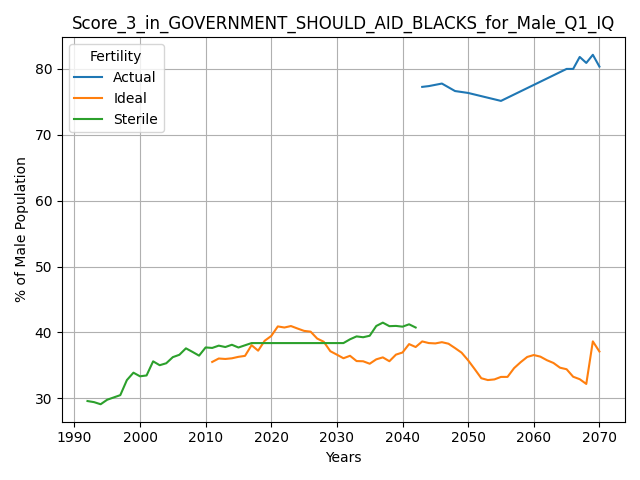 Score_3_in_GOVERNMENT_SHOULD_AID_BLACKS_for_Male_Q1_IQ
Fertility
Actual
Ideal
Sterile
% of Male Population
80
70
60
50
40
30
1990 2000 2010 2020 2030 2040 2050 2060 2070
Years